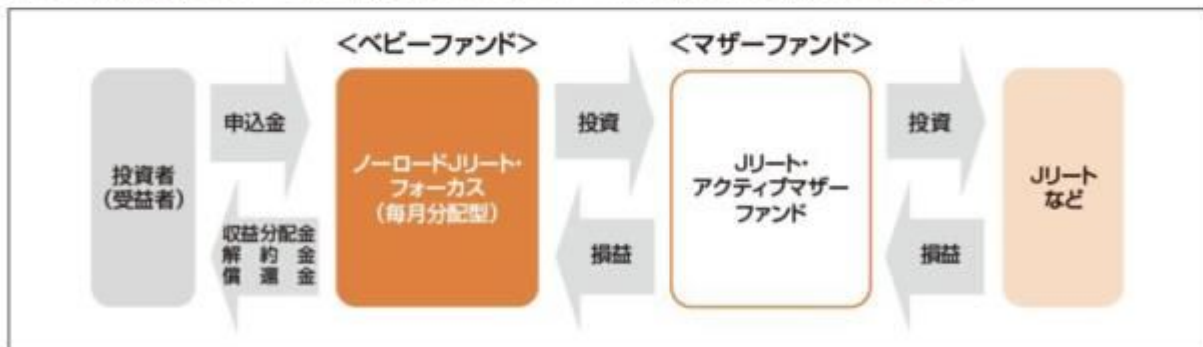 ＜ベビーファンド＞
＜マザーファンド＞
投資者
（受益者）
申込金
収益分配金
解約金
償還金
ノーロードJリート・
フォーカス
（毎月分配型）
投資
損益
Jリート・
アクティブマザー
ファンド
投資
損益
Jリート
など